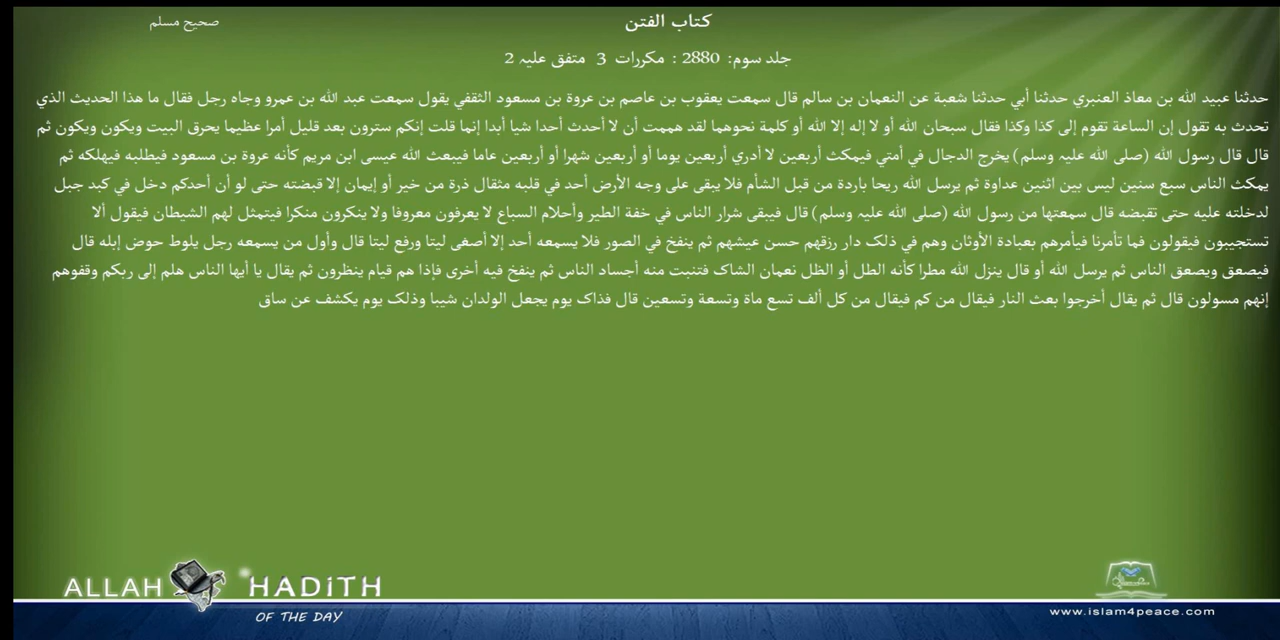 كتاب الفتن
صحیح مسلم
جلد سوم: 2880 : مکررات 3 متفق علیہ 2
حدثنا عبيد الله بن معاذ العنبري حدثنا أبي حدثنا شعبة عن النعمان بن سالم قال سمعت يعقوب بن عاصم بن عروة بن مسعود الثقفي يقول سمعت عبد الله بن عمرو وجاه رجل فقال ما هذا الحديث الذي
تحدث به تقول إن الساعة تقوم إلى كذا وكذا فقال سبحان الله أو لا إله إلا الله أو كلمة نحوهما لقد هممت أن لا أحدث أحدا شيا أبدا إنما قلت إنكم سترون بعد قليل أمرا عظيما يحرق البيت ويكون ويكون ثم
قال قال رسول الله (صلی الله علیہ وسلم) يخرج الدجال في أمتي فيمكث أربعين لا أدري أربعين يوما أو أربعين شهرا أو أربعين عاما فيبعث الله عيسى ابن مريم كأنه عروة بن مسعود فيطلبه فيهلكه ثم
يمكث الناس سبع سنين ليس بين اثنين عداوة ثم يرسل الله ريحا باردة من قبل الشأم فلا يبقى على وجه الأرض أحد في قلبه مثقال ذرة من خير أو إيمان إلا قبضته حتى لو أن أحدكم دخل في كبد جبل
لدخلته عليه حتى تقبضه قال سمعتها من رسول الله (صلی الله علیہ وسلم) قال فيبقى شرار الناس في خفة الطير وأحلام السباع لا يعرفون معروفا ولا ينكرون منكرا فيتمثل لهم الشيطان فيقول ألا
تستجيبون فيقولون فما تأمرنا فيأمرهم بعبادة الأوثان وهم في ذلک دار رزقهم حسن عيشهم ثم ينفخ في الصور فلا يسمعه أحد إلا أصغى ليتا ورفع ليتا قال وأول من يسمعه رجل يلوط حوض إبله قال
فيصعق ويصعق الناس ثم يرسل الله أو قال ينزل الله مطرا كأنه الطل أو الظل نعمان الشاک فتنبت منه أجساد الناس ثم ينفخ فيه أخرى فإذا هم قيام ينظرون ثم يقال يا أيها الناس هلم إلى ربكم وقفوهم
إنهم مسولون قال ثم يقال أخرجوا بعث النار فيقال من كم فيقال من كل ألف تسع ماة وتسعة وتسعين قال فذاک يوم يجعل الولدان شيبا وذلک يوم يكشف عن ساق
ALLAH HADITH
OF THE DAY
www.islam4peace.com